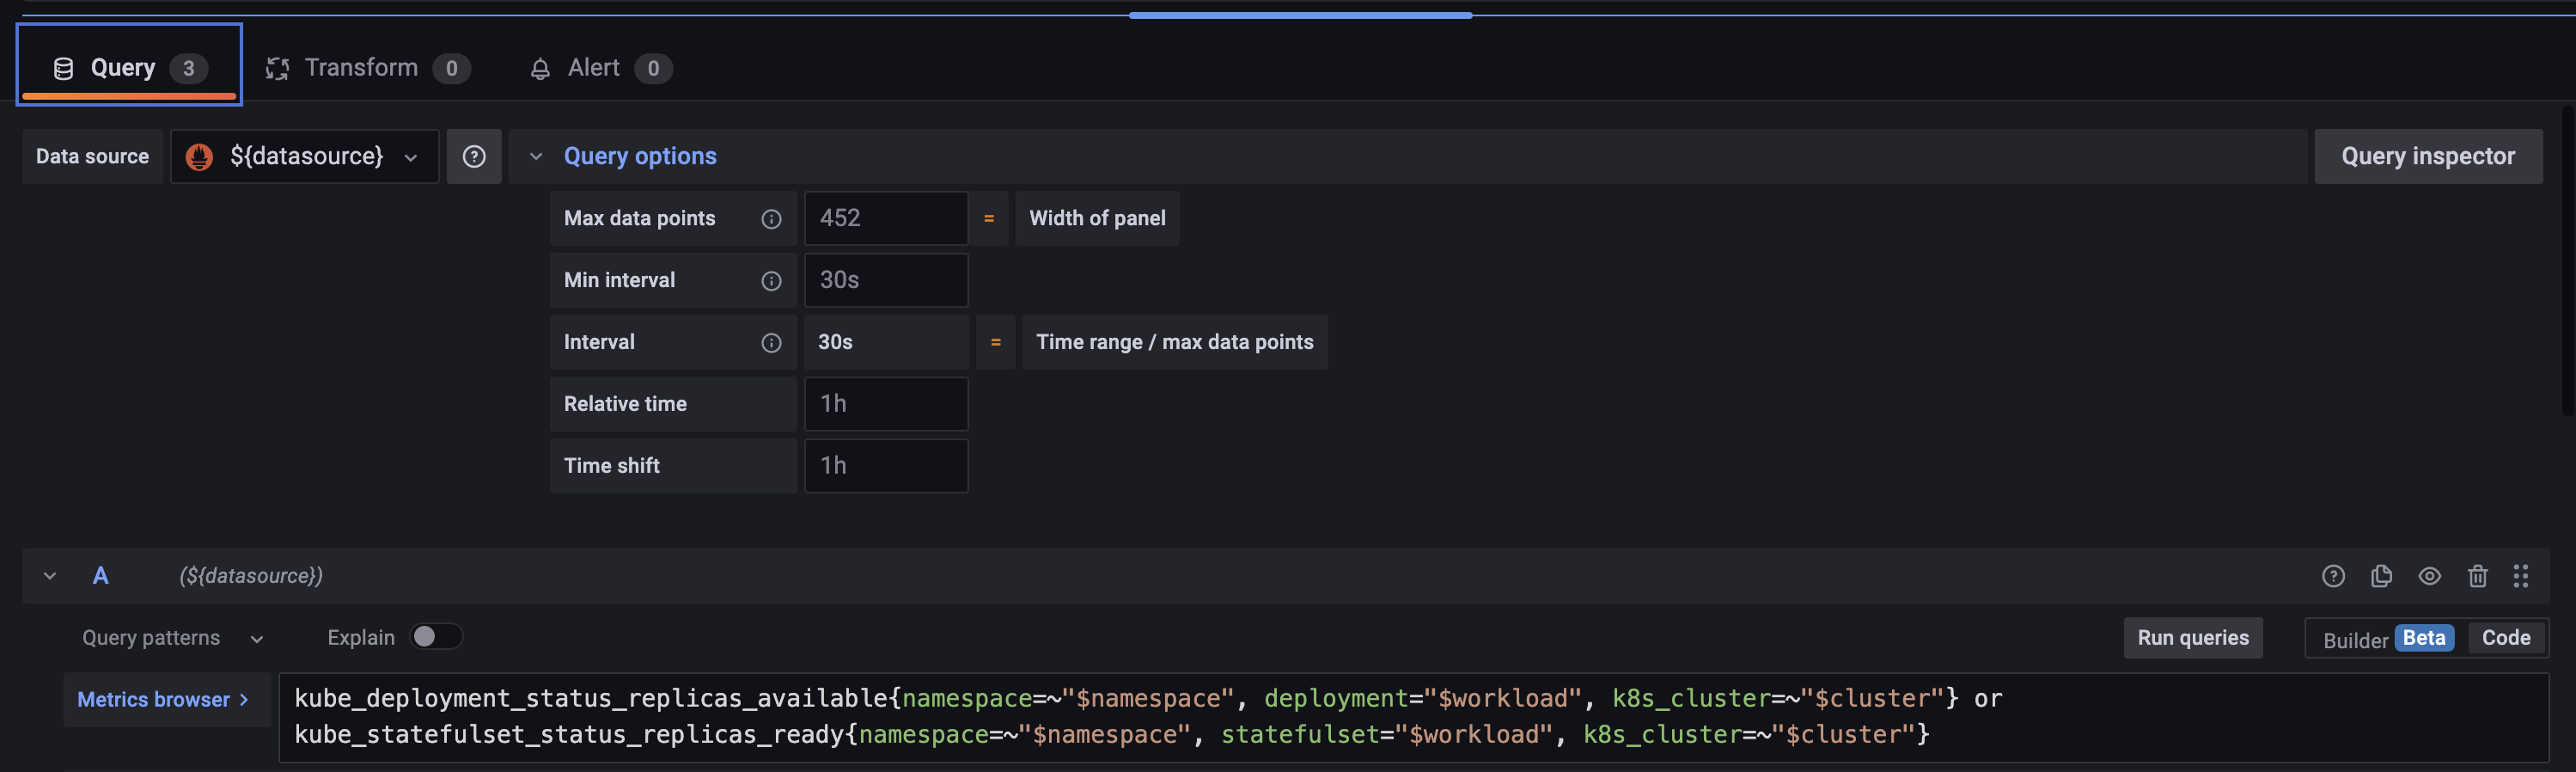 Query 3 Transform 0 Alert 0
Data source ${datasource} Query options Query inspector
Max data points 452 = Width of panel
Min interval 30s
Interval 30s = Time range / max data points
Relative time 1h
Time shift 1h
A (${datasource})
Query patterns Explain Run queries Builder Beta Code
Metrics browser > kube_deployment_status_replicas_available{namespace=~"$namespace", deployment="$workload", k8s_cluster=~"$cluster"} or
kube_statefulset_status_replicas_ready{namespace=~"$namespace", statefulset="$workload", k8s_cluster=~"$cluster"}